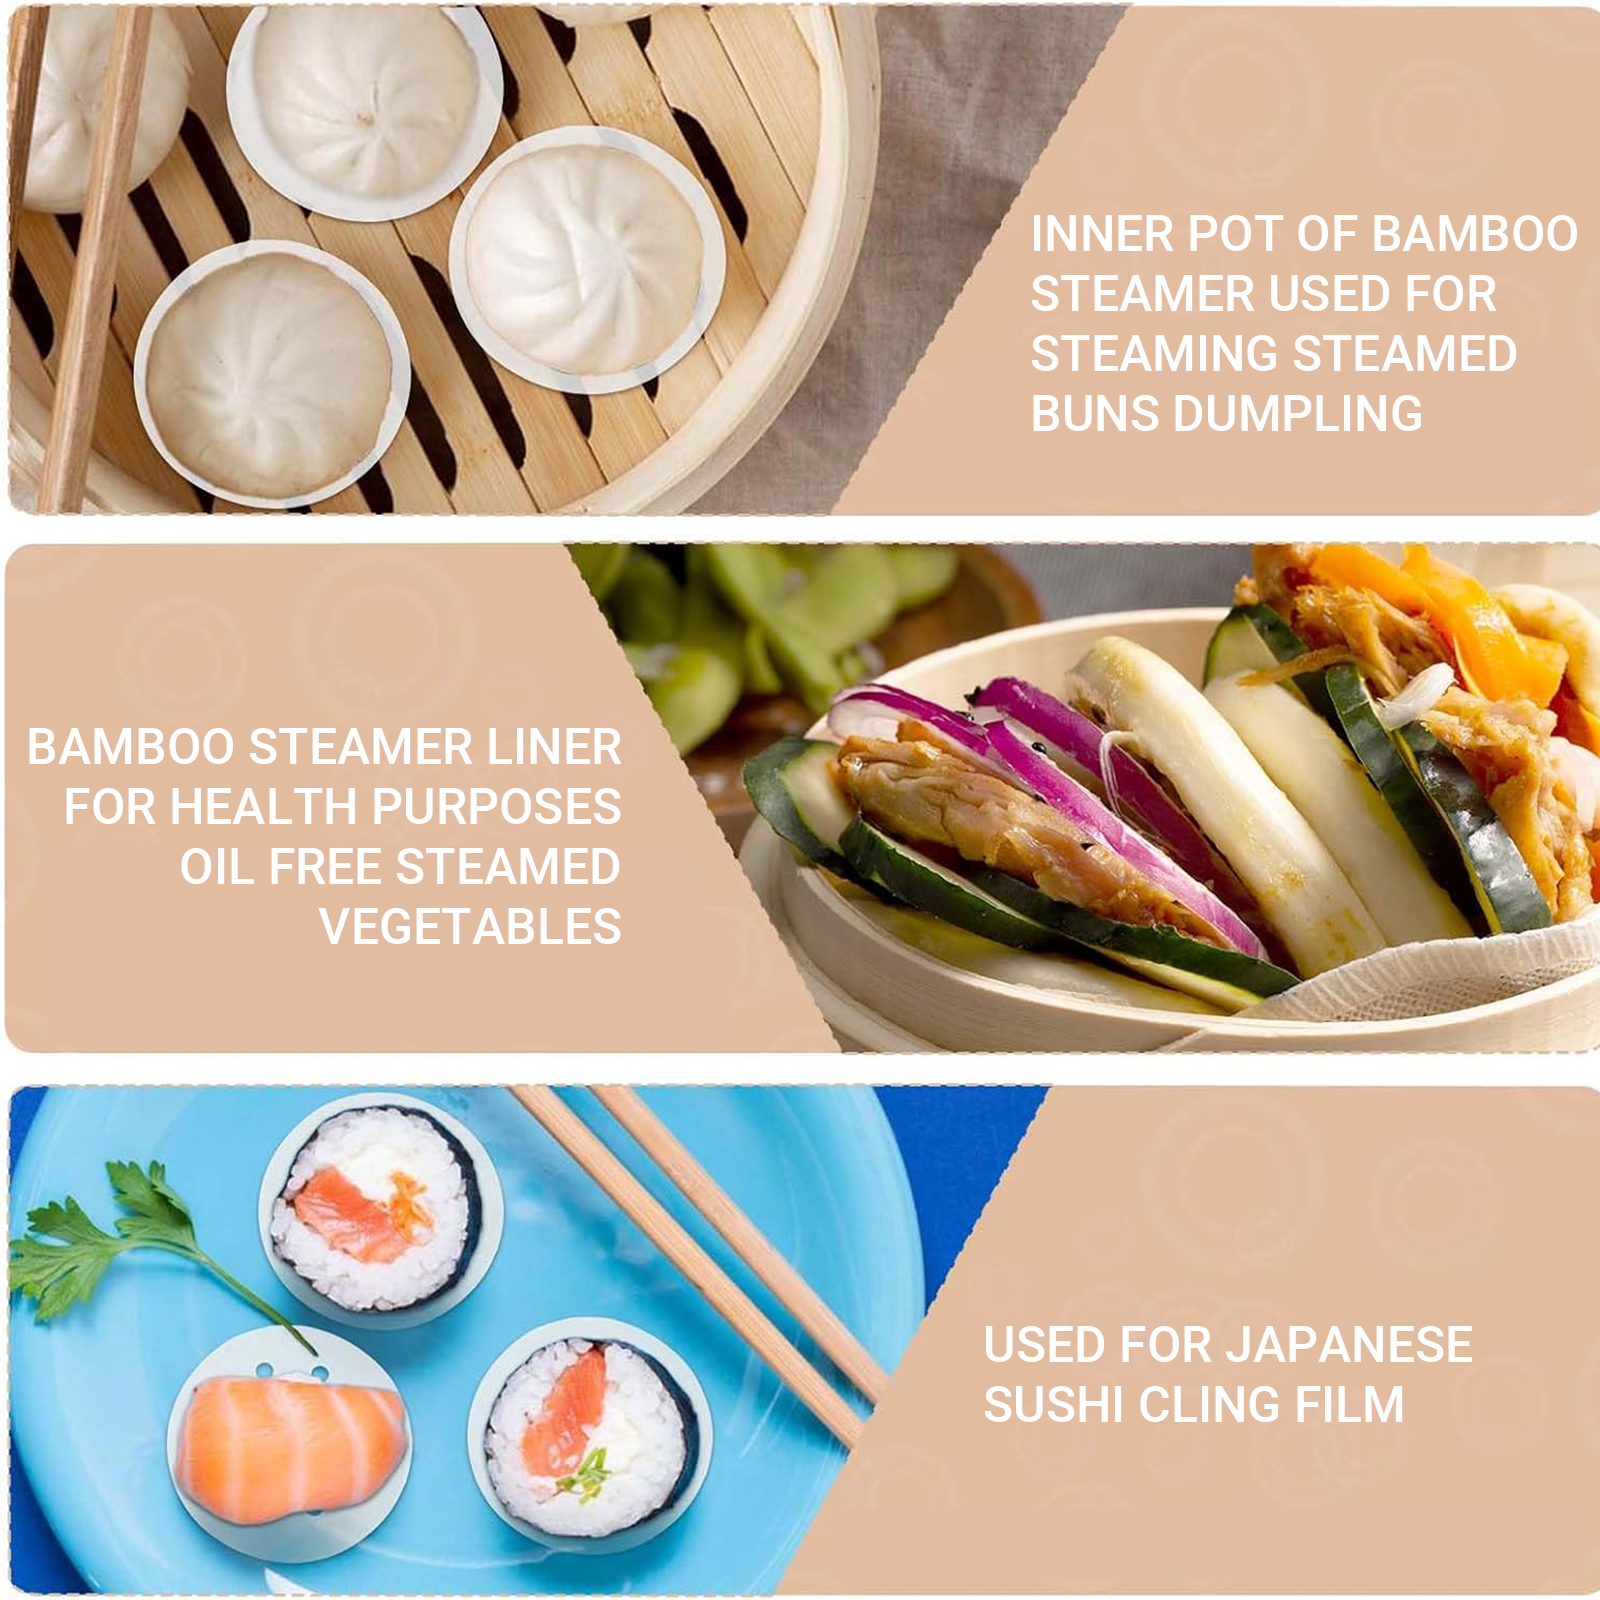 INNER POT OF BAMBOO
STEAMER USED FOR
STEAMING STEAMED
BUNS DUMPLING
BAMBOO STEAMER LINER
FOR HEALTH PURPOSES
OIL FREE STEAMED
VEGETABLES
USED FOR JAPANESE
SUSHI CLING FILM